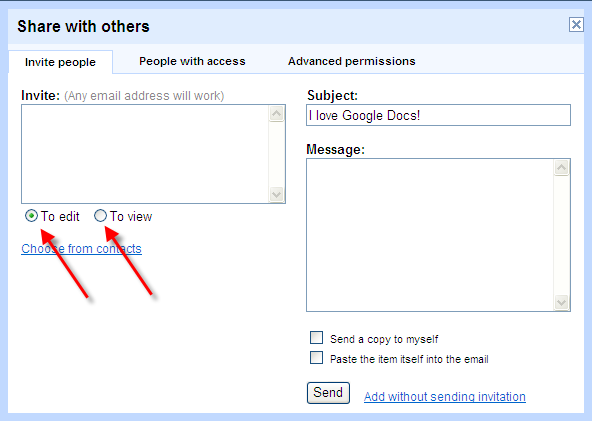 Share with others
Invite people
People with access
Advanced permissions
Invite: (Any email address will work)
To edit
To view
Choose from contacts
Subject:
I love Google Docs!
Message:
Send a copy to myself
Paste the item itself into the email
Send
Add without sending invitation